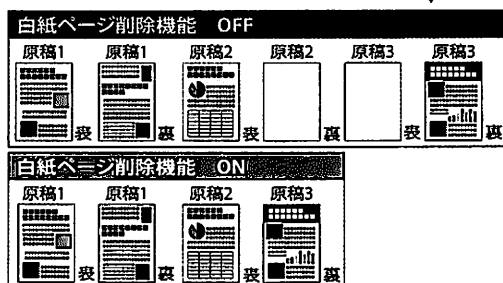 白紙ページ削除機能 OFF
原稿1 原稿1 原稿2 原稿2 原稿3 原稿3
表 裏 表 裏 表 裏
白紙ページ削除機能 ON
原稿1 原稿1 原稿2 原稿3
表 裏 表 裏